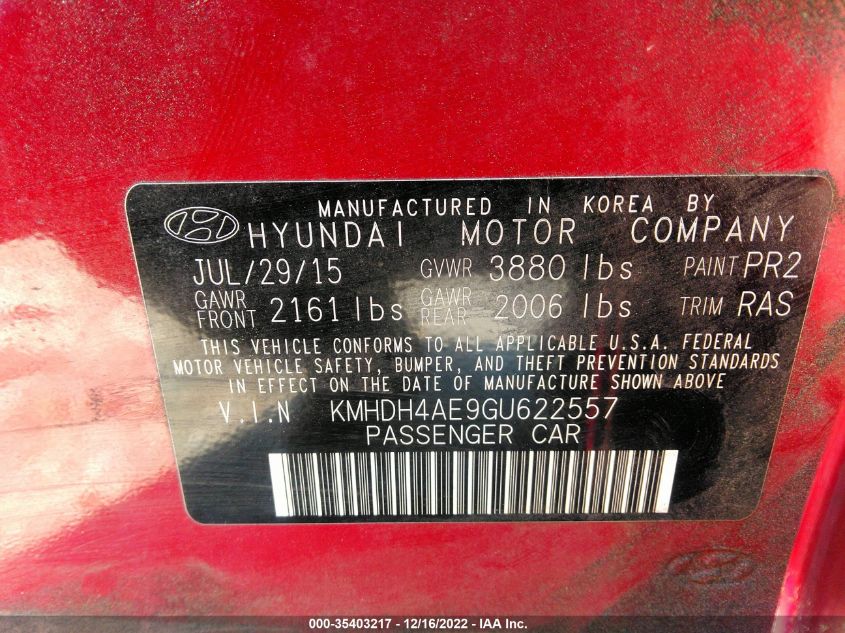 MANUFACTURED IN KOREA BY
HYUNDAI MOTOR COMPANY
JUL/29/15 GVWR 3880 lbs PAINT PR2
GAWR FRONT 2161 lbs GAWR REAR 2006 lbs TRIM RAS
THIS VEHICLE CONFORMS TO ALL APPLICABLE U.S.A. FEDERAL
MOTOR VEHICLE SAFETY, BUMPER, AND THEFT PREVENTION STANDARDS
IN EFFECT ON THE DATE OF MANUFACTURE SHOWN ABOVE
V.I.N KMHDH4AE9GU622557
PASSENGER CAR
000-35403217 - 12/16/2022 - IAA Inc.